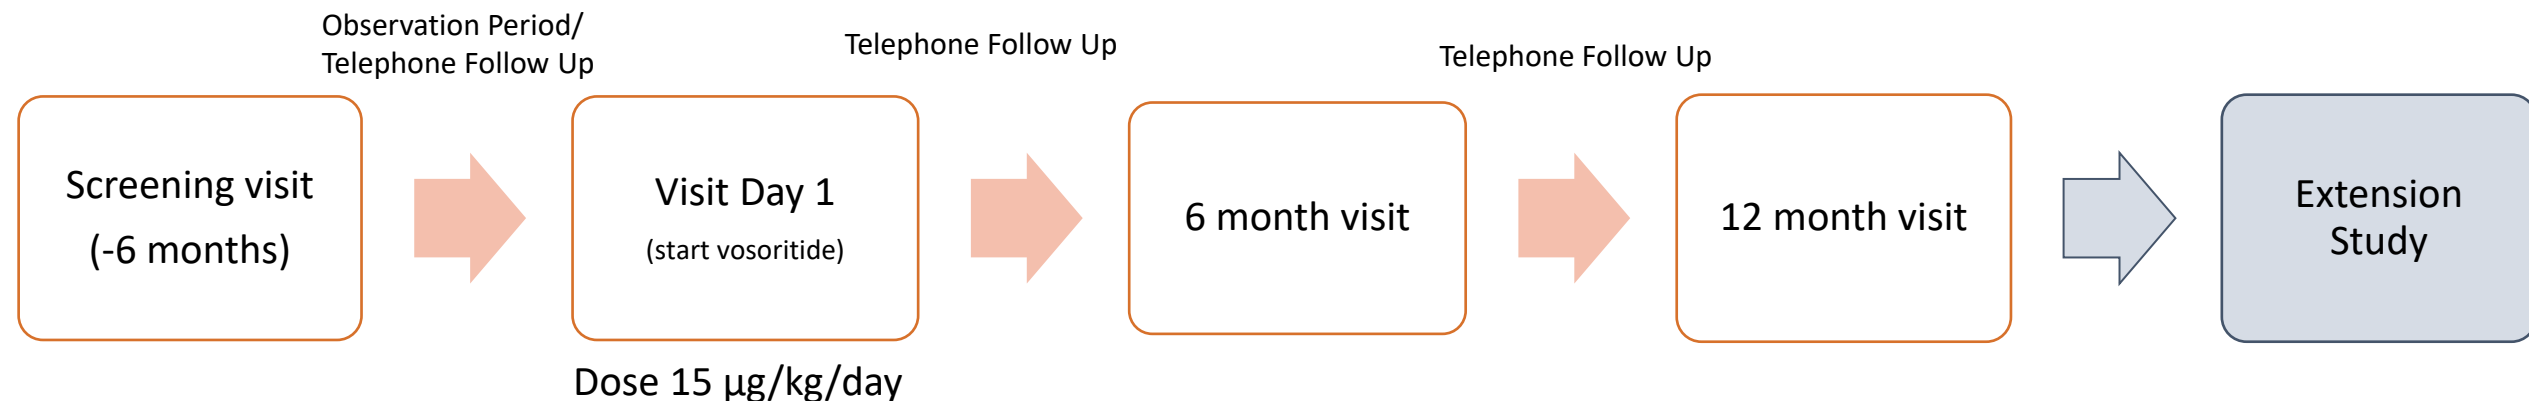 Observation Period/
Telephone Follow Up
Telephone Follow Up
Telephone Follow Up
Screening visit
(-6 months)
Visit Day 1
(start vosoritide)
6 month visit
12 month visit
Extension
Study
Dose 15 µg/kg/day